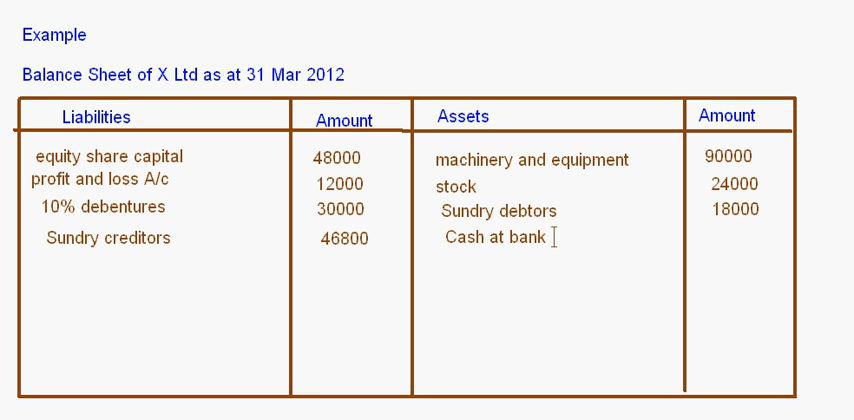 Example
Balance Sheet of X Ltd as at 31 Mar 2012
Liabilities Amount Assets Amount
equity share capital 48000 machinery and equipment 90000
profit and loss A/c 12000 stock 24000
10% debentures 30000 Sundry debtors 18000
Sundry creditors 46800 Cash at bank